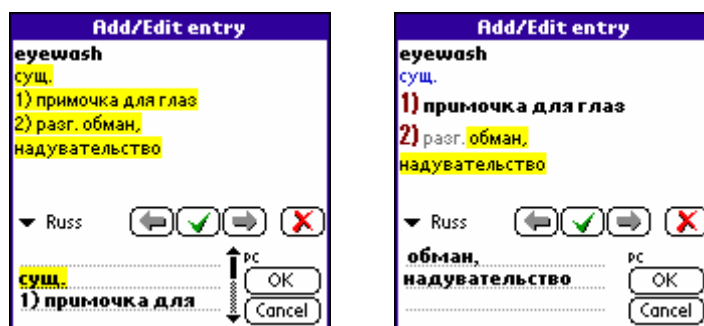 Add/Edit entry
eyewash
сущ.
1) примочка для глаз
2) разг. обман,
надувательство
Russ
PC
сущ.
OK
1) примочка для
Cancel
Add/Edit entry
eyewash
сущ.
1) примочка для глаз
2) разг. обман,
надувательство
Russ
обман,
PC
надувательство
OK
Cancel